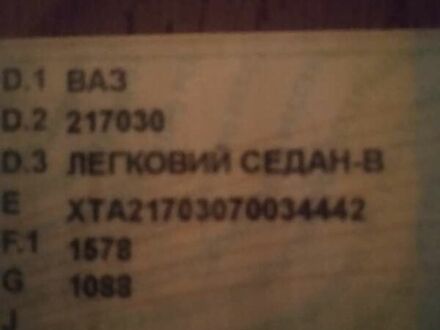 D.1 ВАЗ
D.2 217030
D.3 ЛЕГКОВИЙ СЕДАН-В
E XTA21703070034442
F.1 1578
G 1088
J